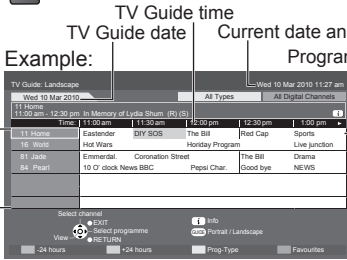 TV Guide time
TV Guide date Current date an
Example: Progra
TV Guide: Landscape Wed 10 Mar 2010 11:27 am
Wed 10 Mar 2010 All Types All Digital Channels
11 Home
11:00 am - 12:30 pm In Memory of Lydia Shum (R) (S) i
Time: 11:00 am 11:30 am 12:00 pm 12:30 pm 1:00 pm
11 Home Eastender DIY SOS The Bill Red Cap Sports
16 World Hot Wars Horiday Program Live junction
81 Jade Emmerdal. Coronation Street The Bill Drama
84 Pearl 10 O' clock News BBC Pepsi Char. Good bye NEWS
Select channel
EXIT i Info
Select programme GUIDE Portrait / Landscape
View RETURN
-24 hours +24 hours Prog-Type Favourites